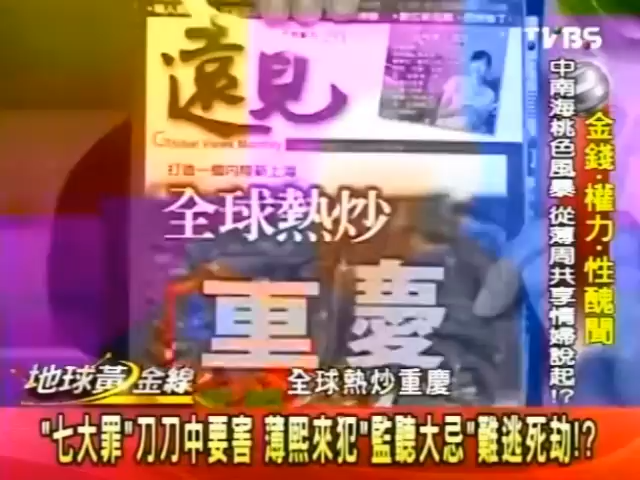 TVBS
遠見
Global Views Monthly
打造一個內陸新上海
全球熱炒
重慶
金錢·權力·性醜聞
中南海桃色風暴 從薄周共享情婦說起!?
地球黃金線
全球熱炒重慶
"七大罪"刀刀中要害 薄熙來犯"監聽大忌"難逃死劫!?